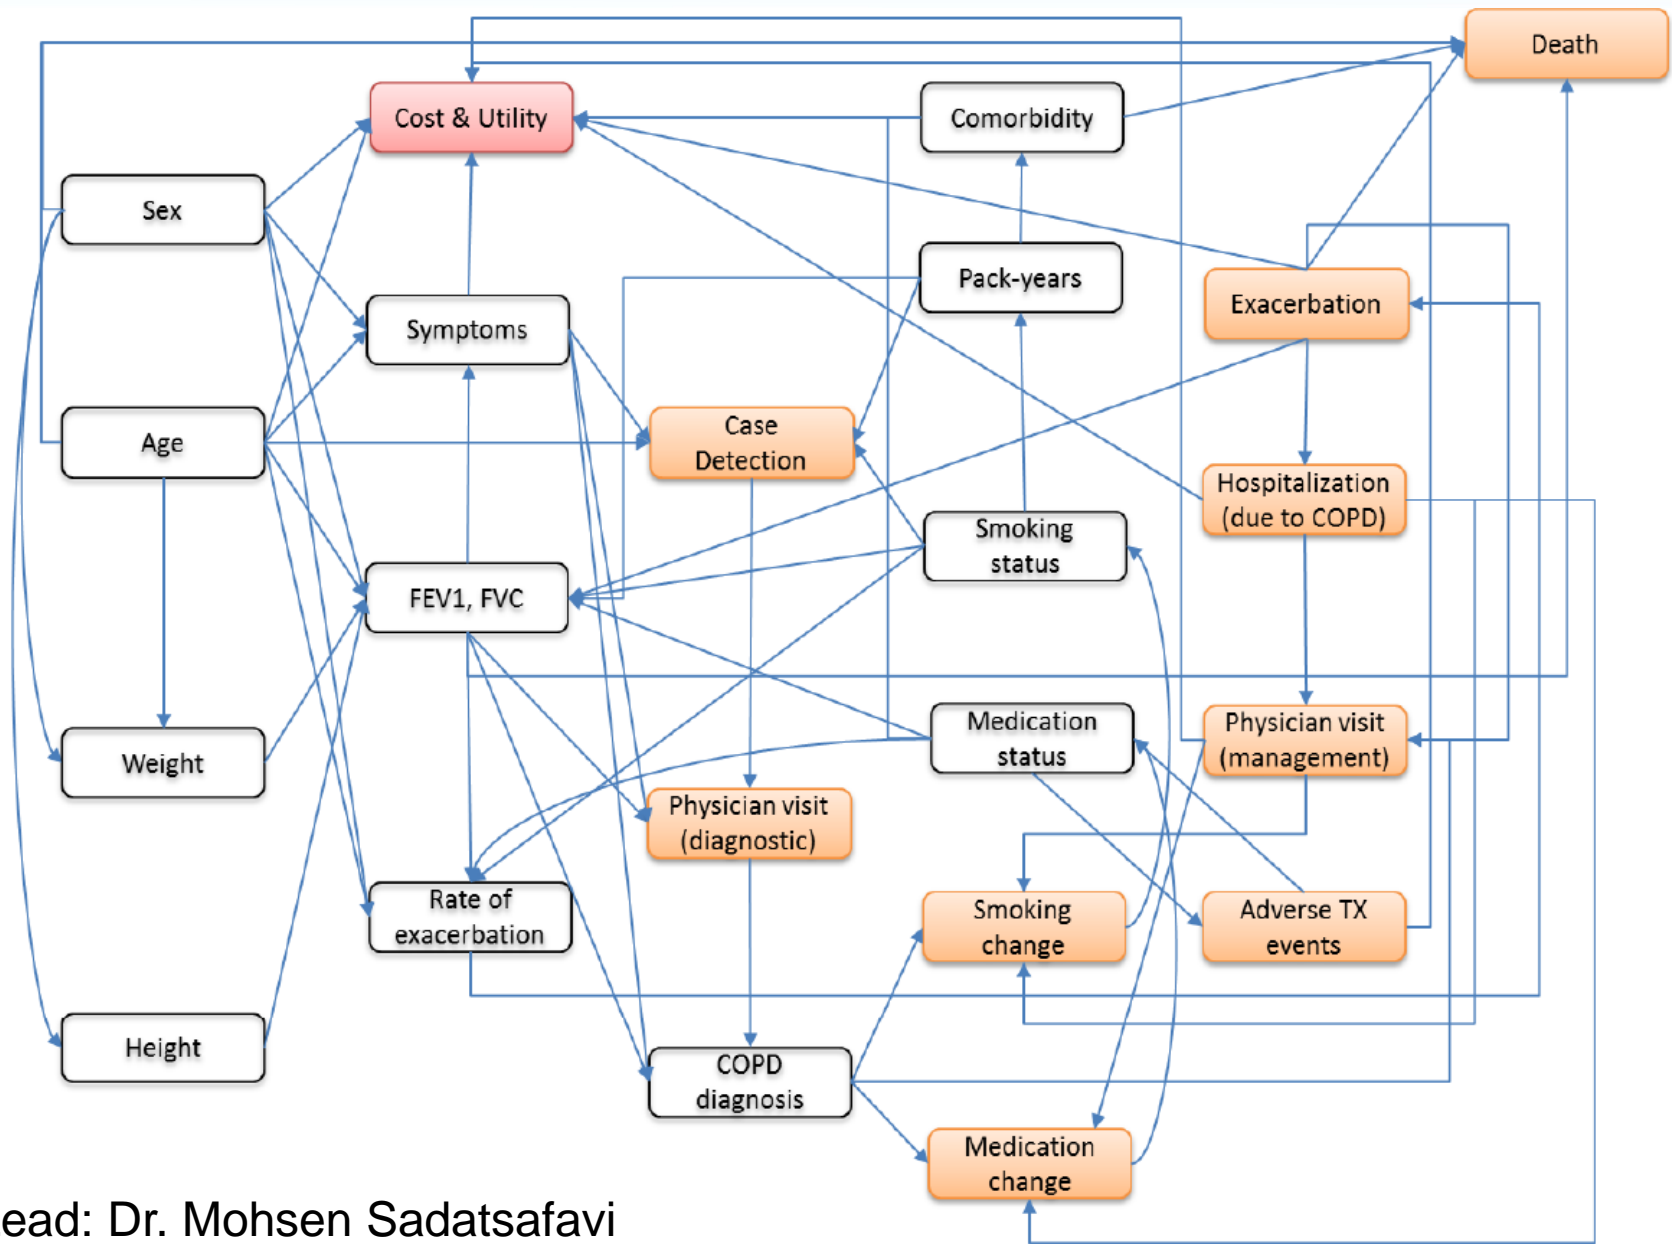 Death
Cost & Utility
Comorbidity
Sex
Pack-years
Exacerbation
Symptoms
Age
Case
Detection
Hospitalization
(due to COPD)
Smoking
status
FEV1, FVC
Medication
status
Physician visit
(management)
Weight
Physician visit
(diagnostic)
Rate of
exacerbation
Smoking
change
Adverse TX
events
Height
COPD
diagnosis
Medication
change
ead: Dr. Mohsen Sadatsafavi